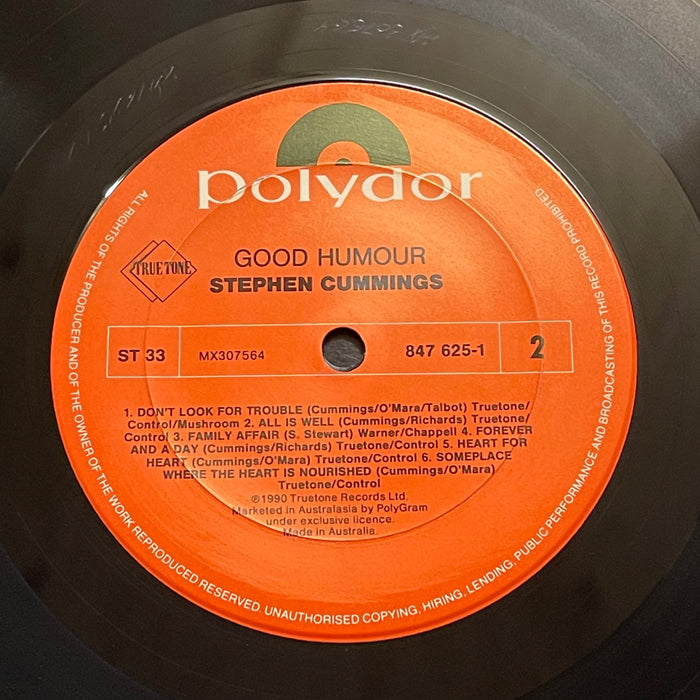 polydor
TRUETONE
GOOD HUMOUR
STEPHEN CUMMINGS
ST 33
MX307564
847 625-1
2
1. DON'T LOOK FOR TROUBLE (Cummings/O'Mara/Talbot) Truetone/
Control/Mushroom 2. ALL IS WELL (Cummings/Richards) Truetone/
Control 3. FAMILY AFFAIR (S. Stewart) Warner/Chappell 4. FOREVER
AND A DAY (Cummings/Richards) Truetone/Control 5. HEART FOR
HEART (Cummings/O'Mara) Truetone/Control 6. SOMEPLACE
WHERE THE HEART IS NOURISHED (Cummings/O'Mara)
Truetone/Control
℗1990 Truetone Records Ltd.
Marketed in Australasia by PolyGram
under exclusive licence.
Made in Australia.
ALL RIGHTS OF THE PRODUCER AND OF THE OWNER OF THE WORK REPRODUCED RESERVED. UNAUTHORISED COPYING, HIRING, LENDING, PUBLIC PERFORMANCE AND BROADCASTING OF THIS RECORD PROHIBITED